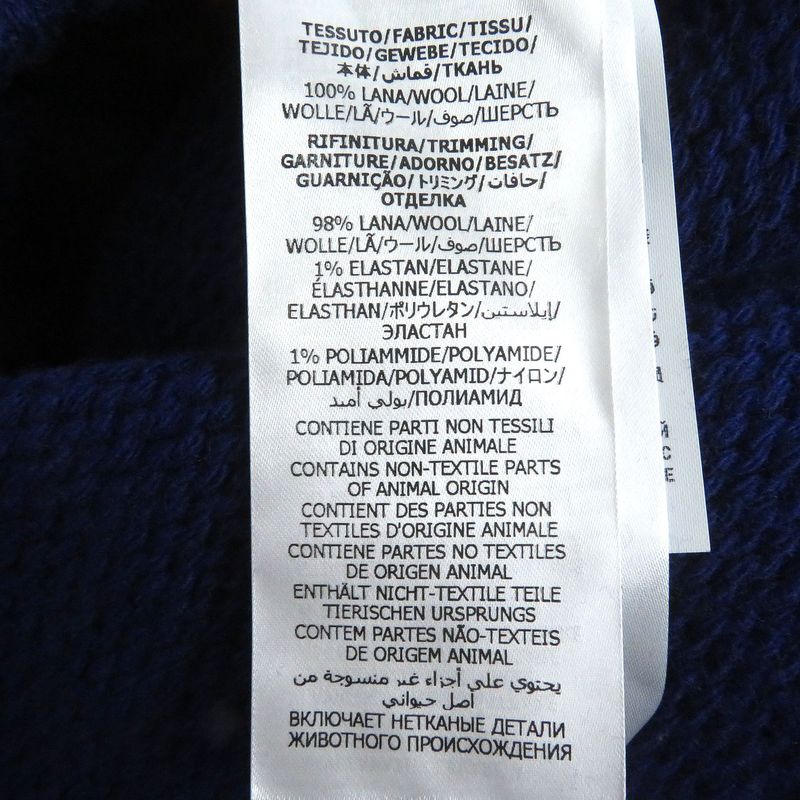 TESSUTO/FABRIC/TISSU/
TEJIDO/GEWEBE/TECIDO/
本体/قماش/ТКАНЬ
100% LANA/WOOL/LAINE/
WOLLE/LÃ/ウール/صوف/ШЕРСТЬ
RIFINITURA/TRIMMING/
GARNITURE/ADORNO/BESATZ/
GUARNIÇÃO/トリミング/حافات/
ОТДЕЛКА
98% LANA/WOOL/LAINE/
WOLLE/LÃ/ウール/صوف/ШЕРСТЬ
1% ELASTAN/ELASTANE/
ÉLASTHANNE/ELASTANO/
ELASTHAN/ポリウレタン/إيلاستين/
ЭЛАСТАН
1% POLIAMMIDE/POLYAMIDE/
POLIAMIDA/POLYAMID/ナイロン/
بولي أميد/ПОЛИАМИД
CONTIENE PARTI NON TESSILI
DI ORIGINE ANIMALE
CONTAINS NON-TEXTILE PARTS
OF ANIMAL ORIGIN
CONTIENT DES PARTIES NON
TEXTILES D'ORIGINE ANIMALE
CONTIENE PARTES NO TEXTILES
DE ORIGEN ANIMAL
ENTHÄLT NICHT-TEXTILE TEILE
TIERISCHEN URSPRUNGS
CONTEM PARTES NÃO-TEXTEIS
DE ORIGEM ANIMAL
يحتوي على أجزاء غير منسوجة من
أصل حيواني
ВКЛЮЧАЕТ НЕТКАНЫЕ ДЕТАЛИ
ЖИВОТНОГО ПРОИСХОЖДЕНИЯ